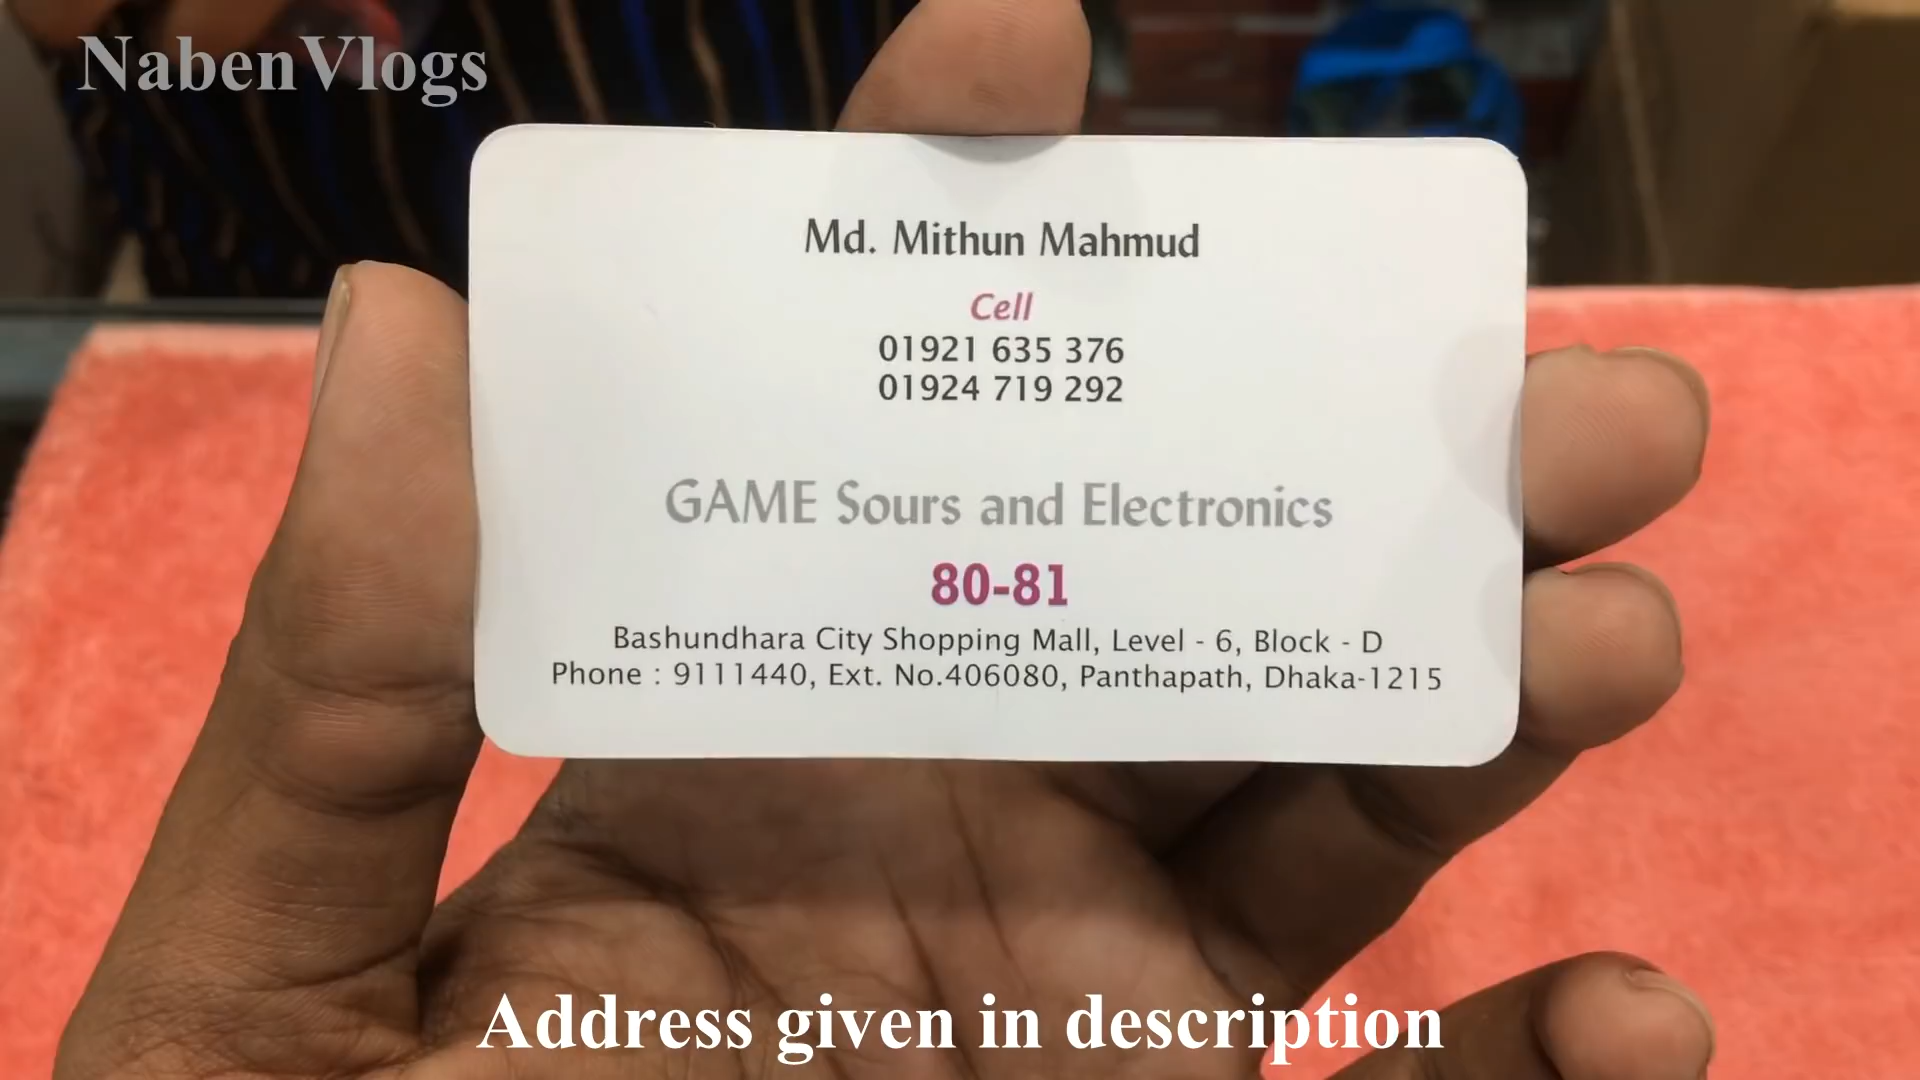 NabenVlogs
Md. Mithun Mahmud
Cell
01921 635 376
01924 719 292
GAME Sours and Electronics
80-81
Bashundhara City Shopping Mall, Level - 6, Block - D
Phone : 9111440, Ext. No.406080, Panthapath, Dhaka-1215
Address given in description